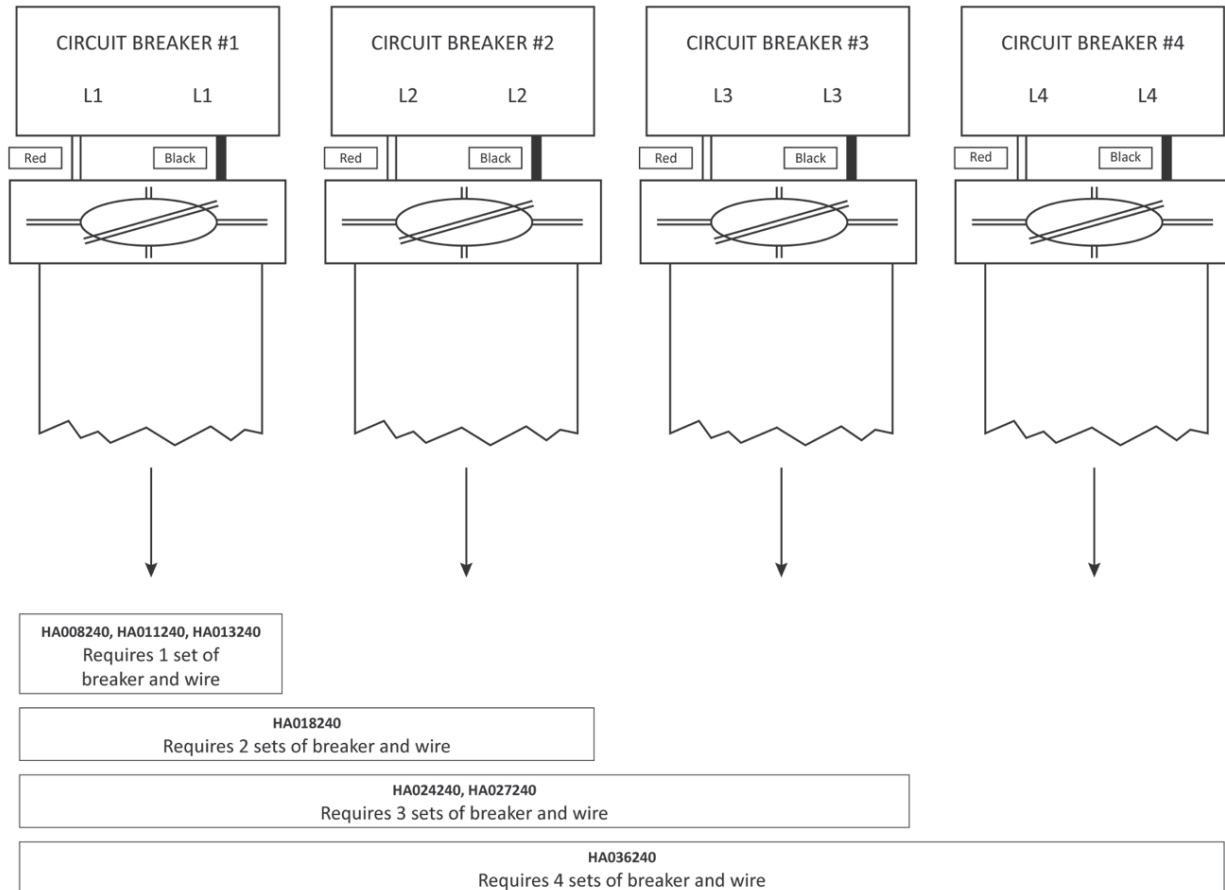 CIRCUIT BREAKER #1
L1 L1
Red Black
CIRCUIT BREAKER #2
L2 L2
Red Black
CIRCUIT BREAKER #3
L3 L3
Red Black
CIRCUIT BREAKER #4
L4 L4
Red Black
HA008240, HA011240, HA013240
Requires 1 set of
breaker and wire
HA018240
Requires 2 sets of breaker and wire
HA024240, HA027240
Requires 3 sets of breaker and wire
HA036240
Requires 4 sets of breaker and wire